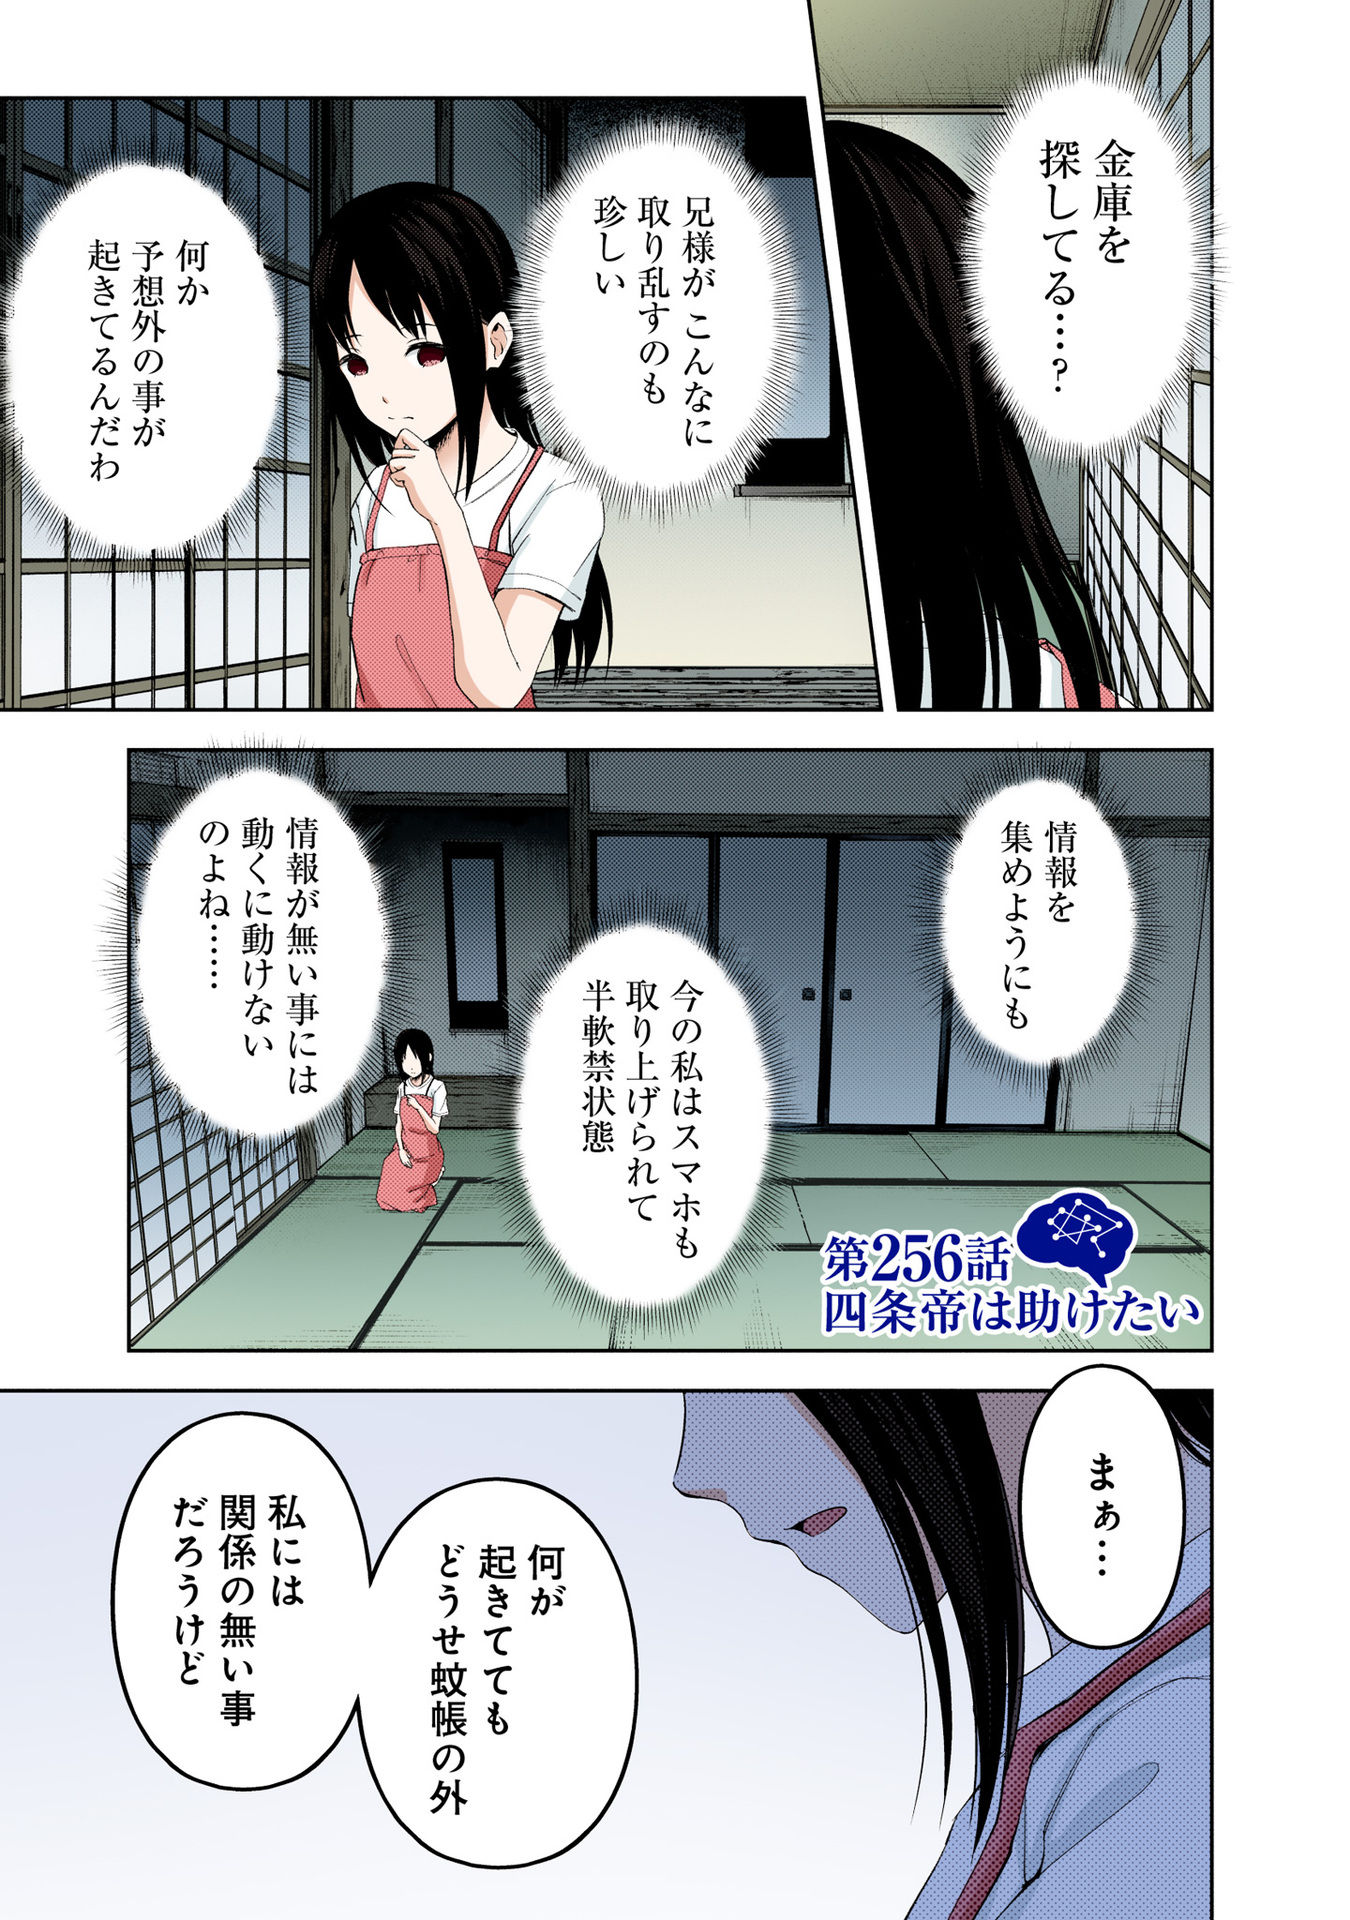 金庫を
探してる……？
兄様がこんなに
取り乱すのも
珍しい
何か
予想外の事が
起きてるんだわ
情報を
集めようにも
今の私はスマホも
取り上げられて
半軟禁状態
情報が無い事には
動くに動けない
のよね……
第256話
四条帝は助けたい
まぁ…
何が
起きてても
どうせ蚊帳の外
私には
関係の無い事
だろうけど